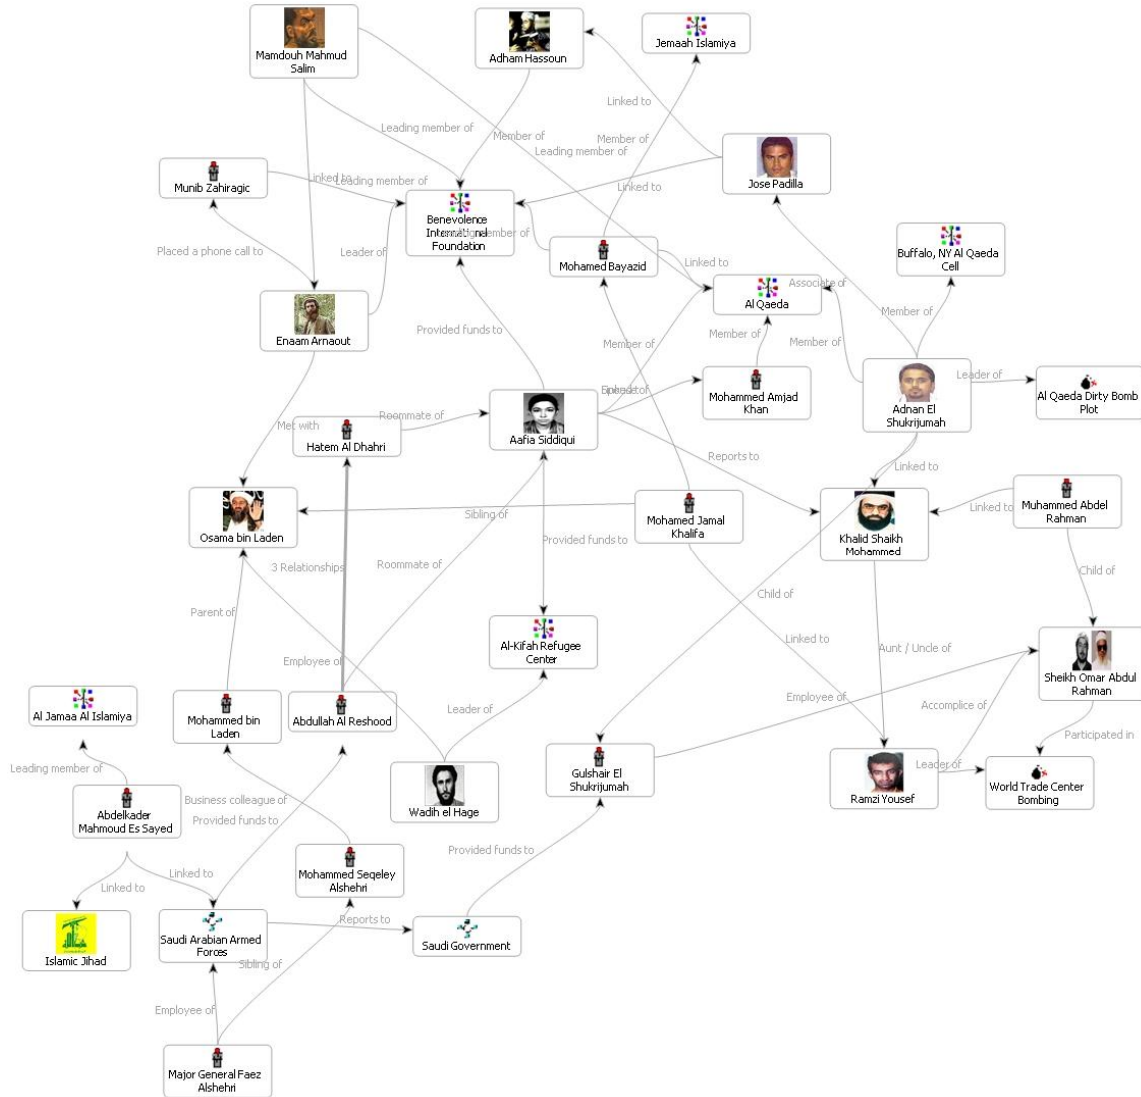 Mamdouh Mahmud
Salim
Adham Hassoun
Jemaah Islamiya
Linked to
Leading member of
Member of
Member of
Leading member of
Jose Padilla
Munib Zahiragic
Linked to
Leading member of
Linked to
Benevolence
International
Foundation
Leading member of
Placed a phone call to
Leader of
Mohamed Bayazid
Linked to
Buffalo, NY Al Qaeda
Cell
Al Qaeda
Associate of
Member of
Enaam Arnaout
Provided funds to
Member of
Member of
Member of
Leader of
Mohammed Amjad
Khan
Adnan El
Shukrijumah
Al Qaeda Dirty Bomb
Plot
Roommate of
Met with
Hatem Al Dhahri
Aafia Siddiqui
Reports to
Linked to
Osama bin Laden
Sibling of
Mohamed Jamal
Khalifa
Khalid Shaikh
Mohammed
Linked to
Muhammed Abdel
Rahman
Provided funds to
3 Relationships
Roommate of
Child of
Child of
Parent of
Al-Kifah Refugee
Center
Linked to
Aunt / Uncle of
Employee of
Sheikh Omar Abdul
Rahman
Al Jamaa Al Islamiya
Mohammed bin
Laden
Abdullah Al Reshood
Leader of
Employee of
Accomplice of
Participated in
Leading member of
Gulshair El
Shukrijumah
Leader of
Ramzi Yousef
World Trade Center
Bombing
Abdelkader
Mahmoud Es Sayed
Business colleague of
Provided funds to
Wadih el Hage
Provided funds to
Linked to
Linked to
Mohammed Seqeley
Alshehri
Islamic Jihad
Saudi Arabian Armed
Forces
Reports to
Saudi Government
Sibling of
Employee of
Major General Faez
Alshehri